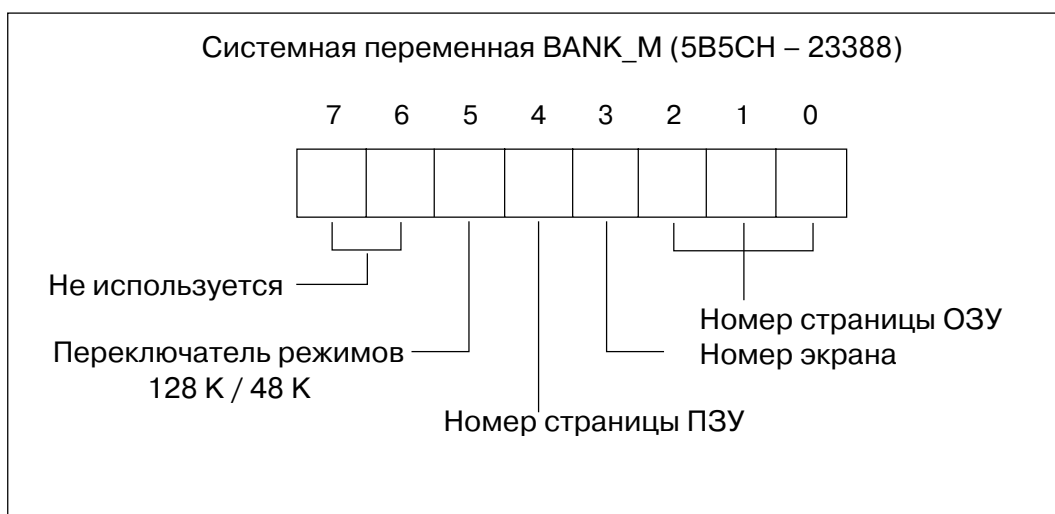 Системная переменная BANK_M (5B5CH – 23388)
7 6 5 4 3 2 1 0
Не используется
Номер страницы ОЗУ
Переключатель режимов
Номер экрана
128 K / 48 K
Номер страницы ПЗУ